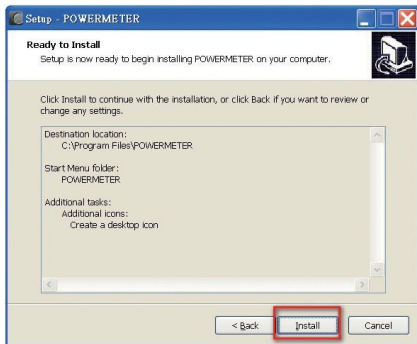 Setup - POWERMETER
Ready to Install
Setup is now ready to begin installing POWERMETER on your computer.
Click Install to continue with the installation, or click Back if you want to review or
change any settings.
Destination location:
C:\Program Files\POWERMETER
Start Menu folder:
POWERMETER
Additional tasks:
Additional icons:
Create a desktop icon
< Back
Install
Cancel